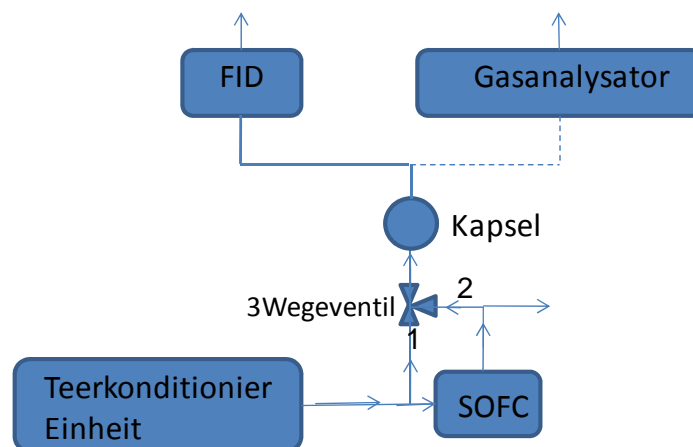 FID
Gasanalysator
Kapsel
3Wegeventil
2
1
Teerkonditionier
Einheit
SOFC